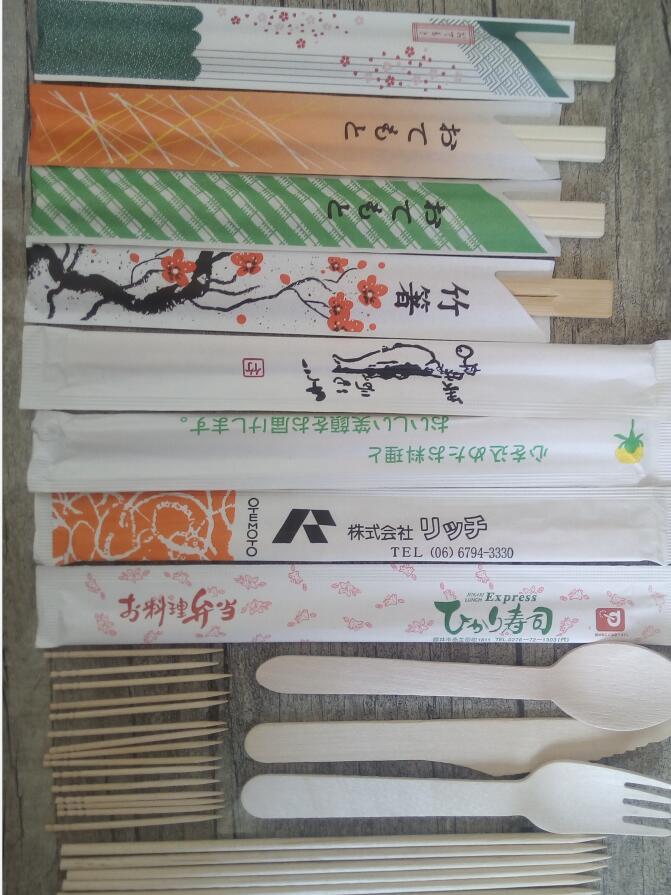 おてもと
おてもと
竹箸
竹
心を込めたお料理と
おいしい笑顔をお届けします。
OTEMOTO
株式会社 リッチ
TEL (06) 6794-3330
お料理弁当
Express
ひかり寿司